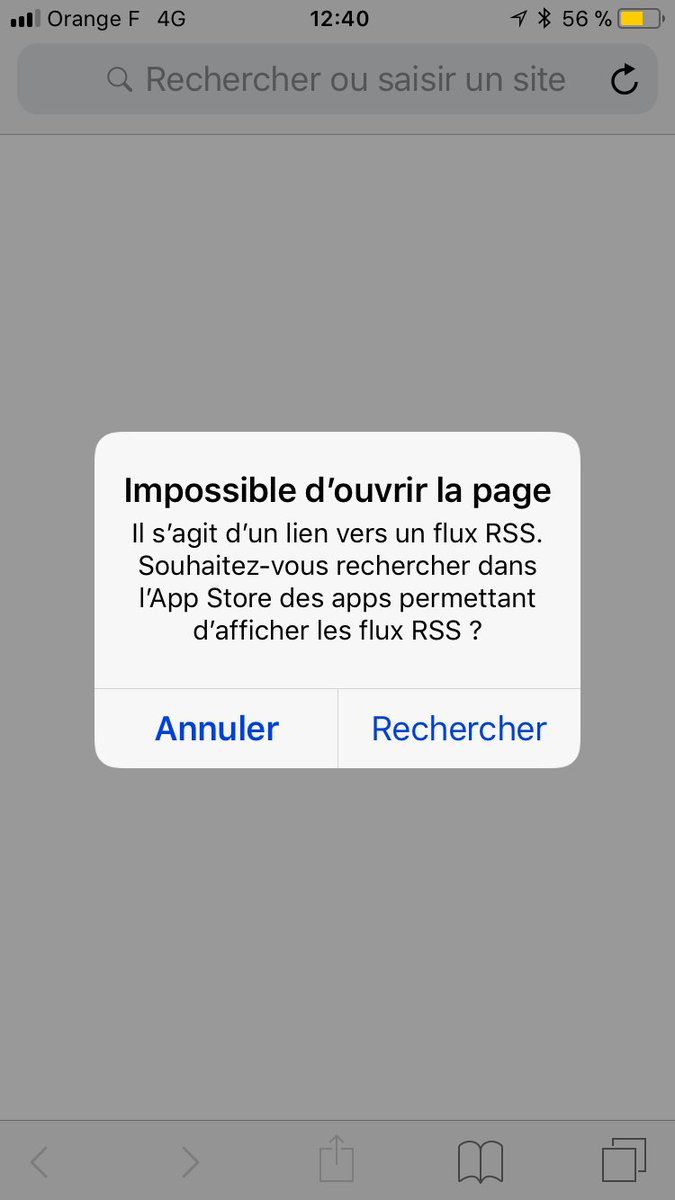 Orange F 4G 12:40 56 %
Rechercher ou saisir un site
Impossible d’ouvrir la page
Il s’agit d’un lien vers un flux RSS.
Souhaitez-vous rechercher dans
l’App Store des apps permettant
d’afficher les flux RSS ?
Annuler Rechercher